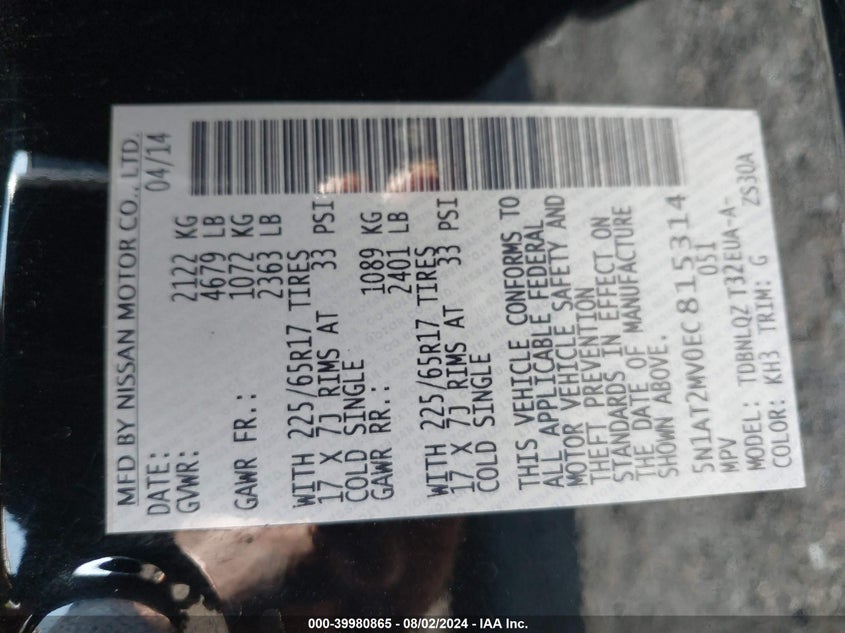 MFD BY NISSAN MOTOR CO., LTD.
DATE: 04/14
GVWR: 2122 KG
4679 LB
GAWR FR.: 1072 KG
2363 LB
WITH 225/65R17 TIRES
17 X 7J RIMS AT 33 PSI
COLD SINGLE
GAWR RR.: 1089 KG
2401 LB
WITH 225/65R17 TIRES
17 X 7J RIMS AT 33 PSI
COLD SINGLE
THIS VEHICLE CONFORMS TO
ALL APPLICABLE FEDERAL
MOTOR VEHICLE SAFETY AND
THEFT PREVENTION
STANDARDS IN EFFECT ON
THE DATE OF MANUFACTURE
SHOWN ABOVE.
5N1AT2MV0EC815314
MPV 051
MODEL: TDBNLQZ T32EUA-A-
COLOR: KH3 TRIM: G ZS30A
000-39980865 - 08/02/2024 - IAA Inc.